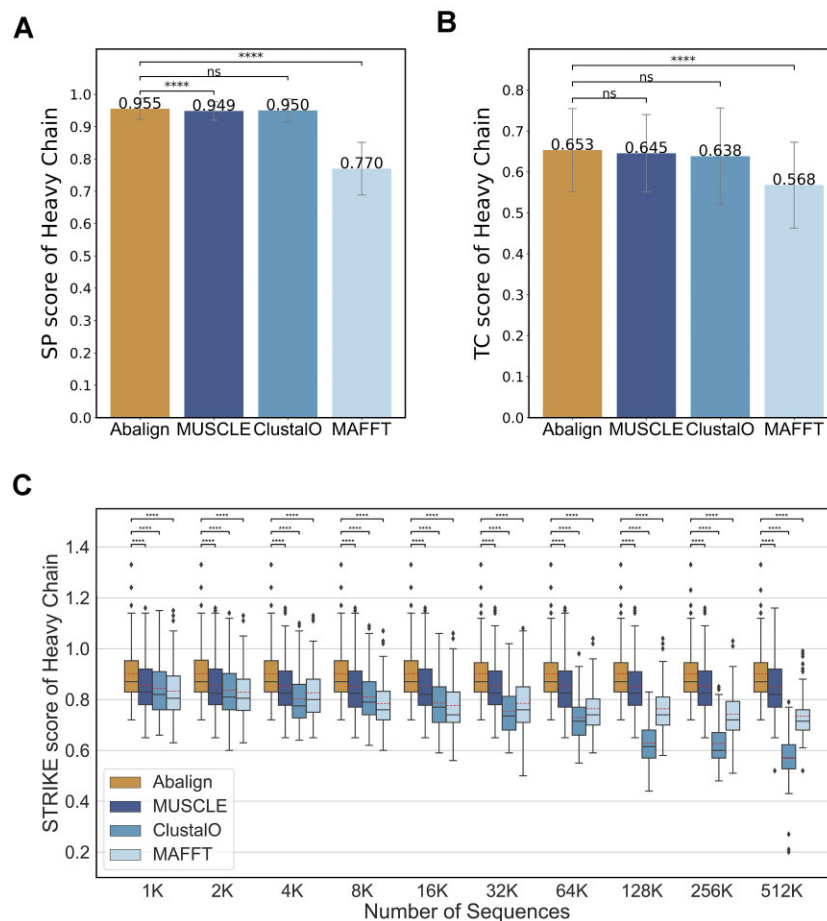 A
SP score of Heavy Chain
****
ns
****
1.0
0.9
0.8
0.7
0.6
0.5
0.4
0.3
0.2
0.1
0.0
0.955
0.949
0.950
0.770
Abalign MUSCLE ClustalO MAFFT
B
TC score of Heavy Chain
****
ns
ns
0.8
0.7
0.6
0.5
0.4
0.3
0.2
0.1
0.0
0.653
0.645
0.638
0.568
Abalign MUSCLE ClustalO MAFFT
C
STRIKE score of Heavy Chain
**** **** **** **** **** **** **** **** **** ****
**** **** **** **** **** **** **** **** **** ****
**** **** **** **** **** **** **** **** **** ****
1.4
1.2
1.0
0.8
0.6
0.4
0.2
Abalign
MUSCLE
ClustalO
MAFFT
1K 2K 4K 8K 16K 32K 64K 128K 256K 512K
Number of Sequences